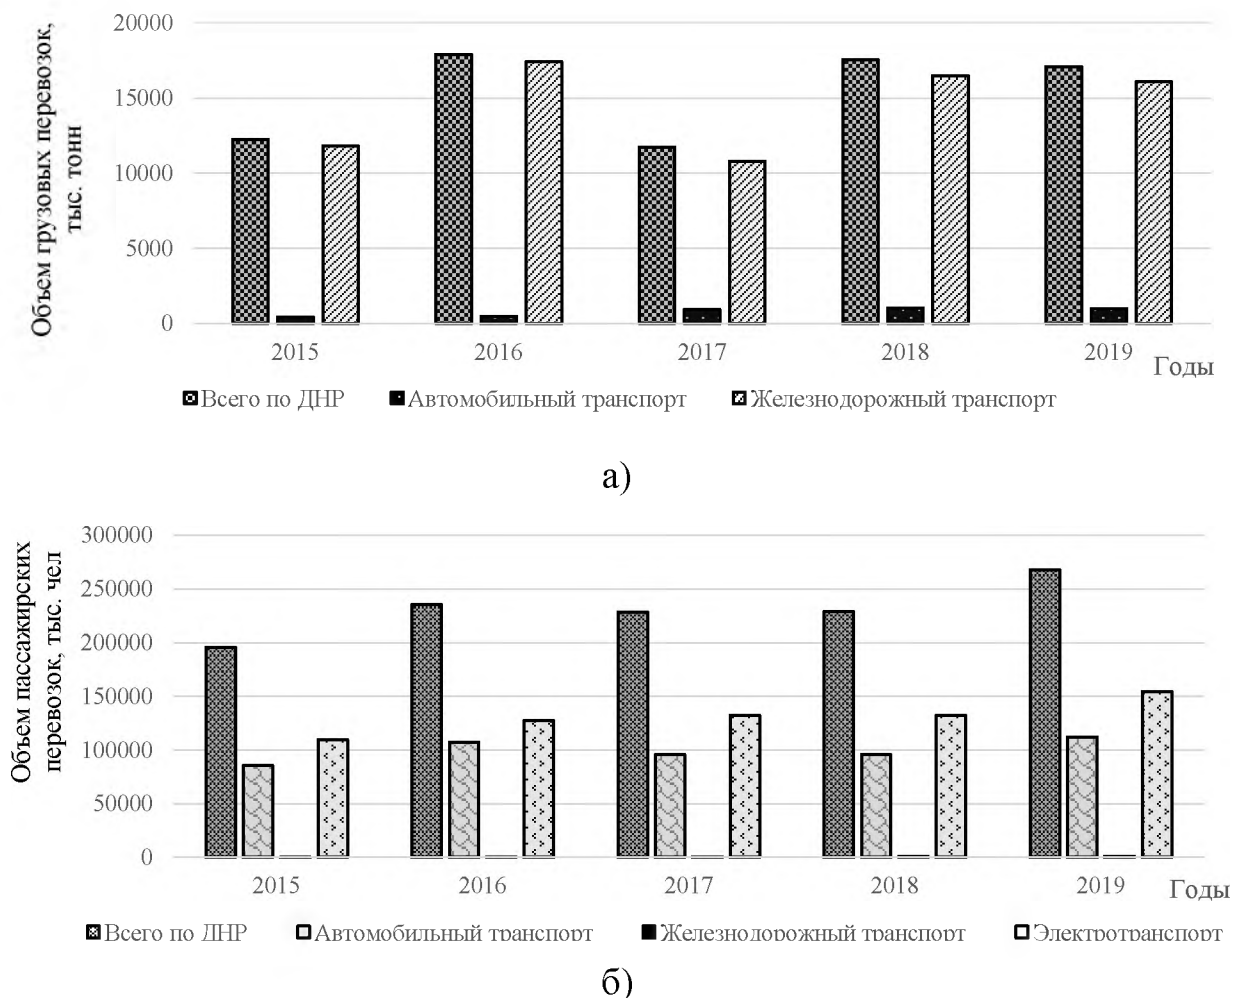 Объем грузовых перевозок,
тыс. тонн
20000
15000
10000
5000
0
2015 2016 2017 2018 2019
Годы
Всего по ДНР Автомобильный транспорт Железнодорожный транспорт
а)
Объем пассажирских
перевозок, тыс. чел
300000
250000
200000
150000
100000
50000
0
2015 2016 2017 2018 2019
Годы
Всего по ДНР Автомобильный транспорт Железнодорожный транспорт Электротранспорт
б)